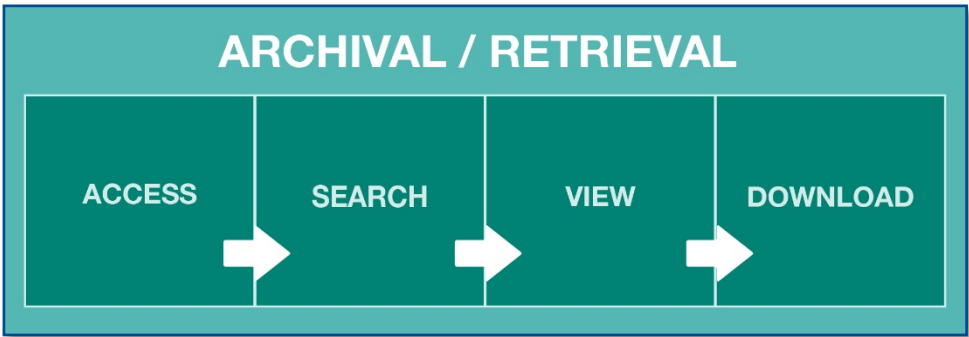 ARCHIVAL / RETRIEVAL
ACCESS
SEARCH
VIEW
DOWNLOAD